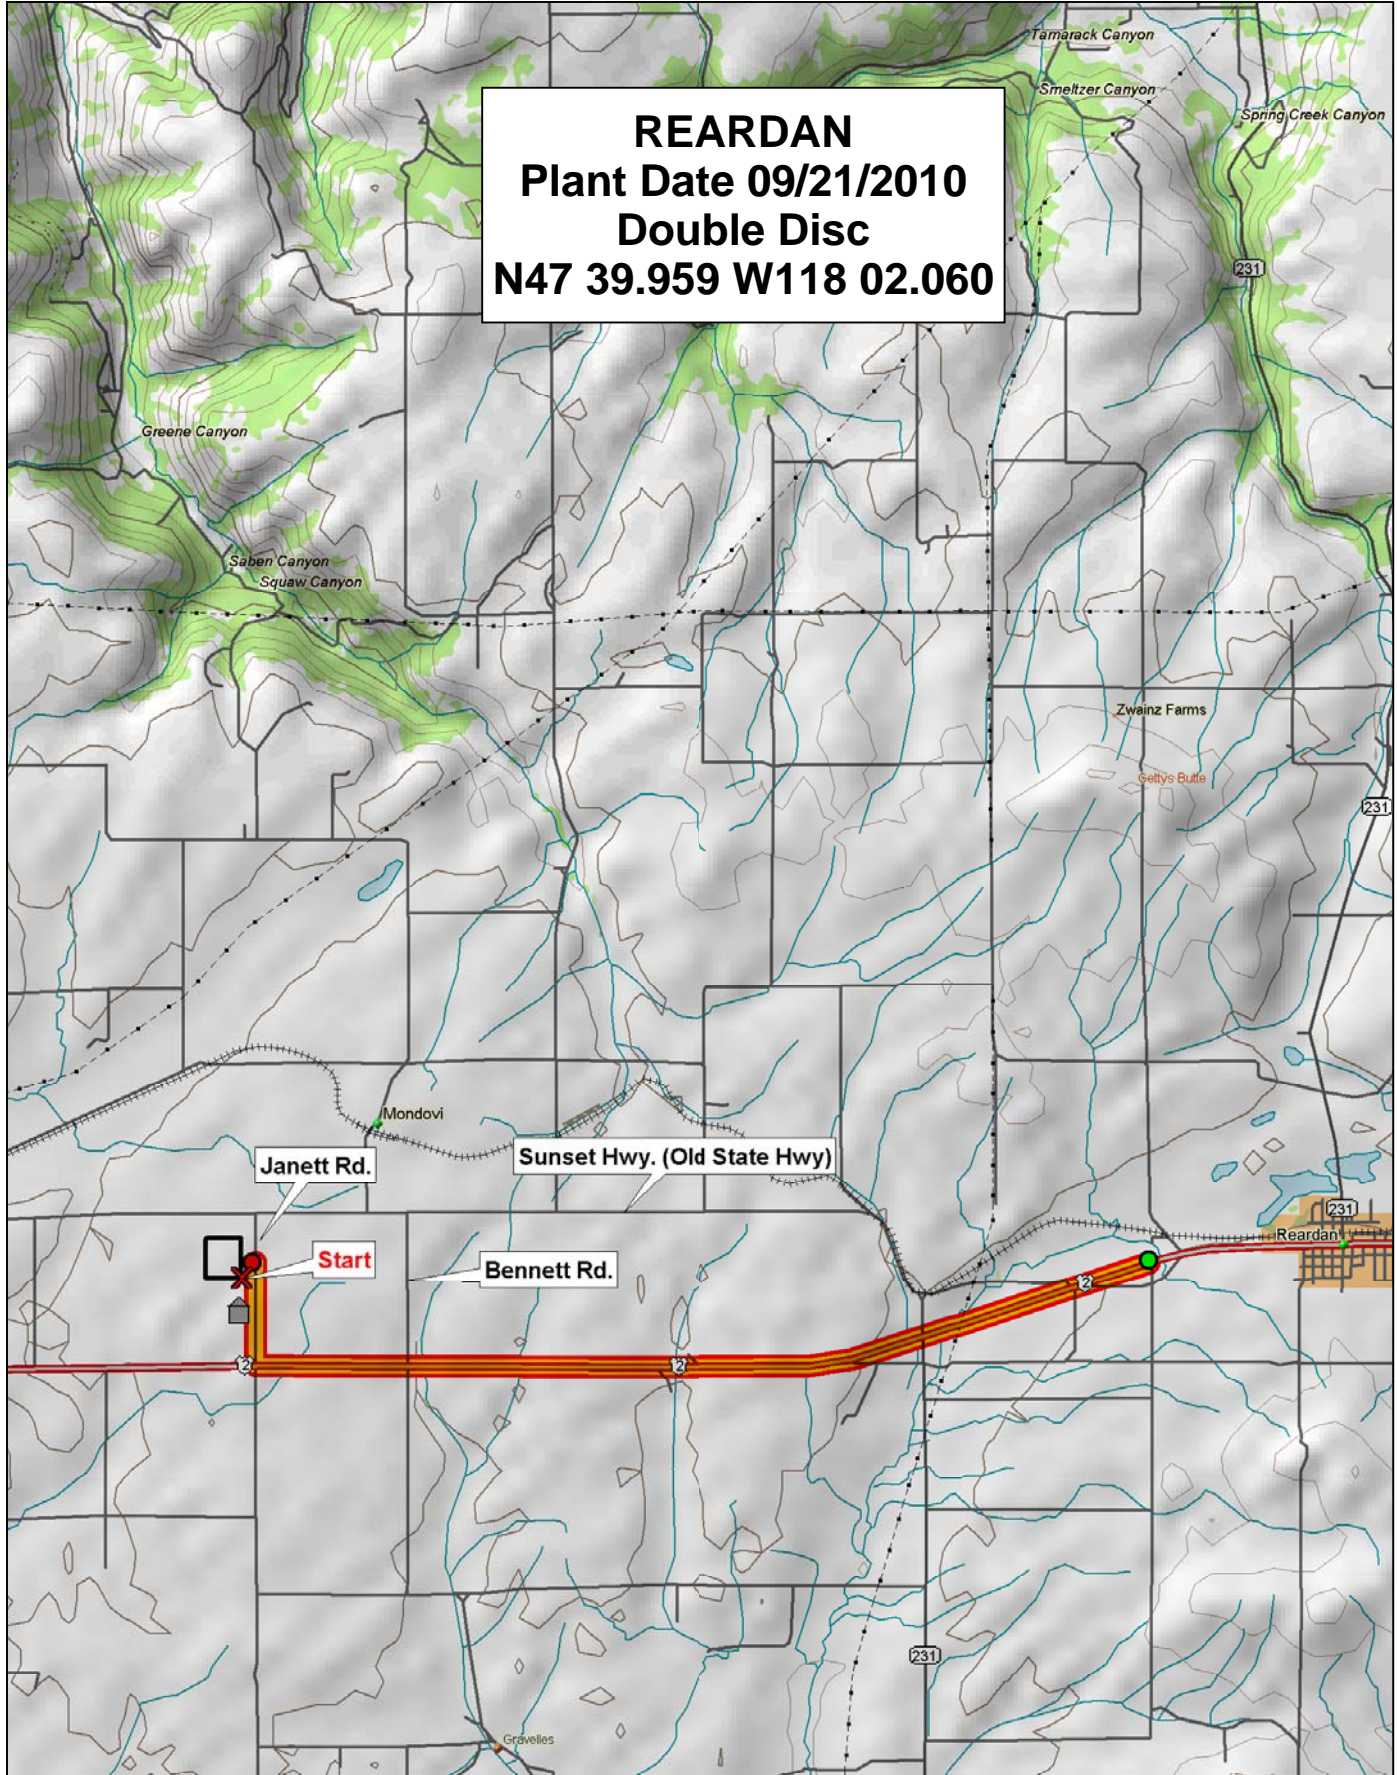 Tamarack Canyon
Smeltzer Canyon
Spring Creek Canyon
REARDAN
Plant Date 09/21/2010
Double Disc
N47 39.959 W118 02.060
231
Greene Canyon
Saben Canyon
Squaw Canyon
Zwainz Farms
Gettys Butte
231
Mondovi
Janett Rd.
Sunset Hwy. (Old State Hwy)
231
Reardan
Start
Bennett Rd.
2
2
2
231
Gravelles